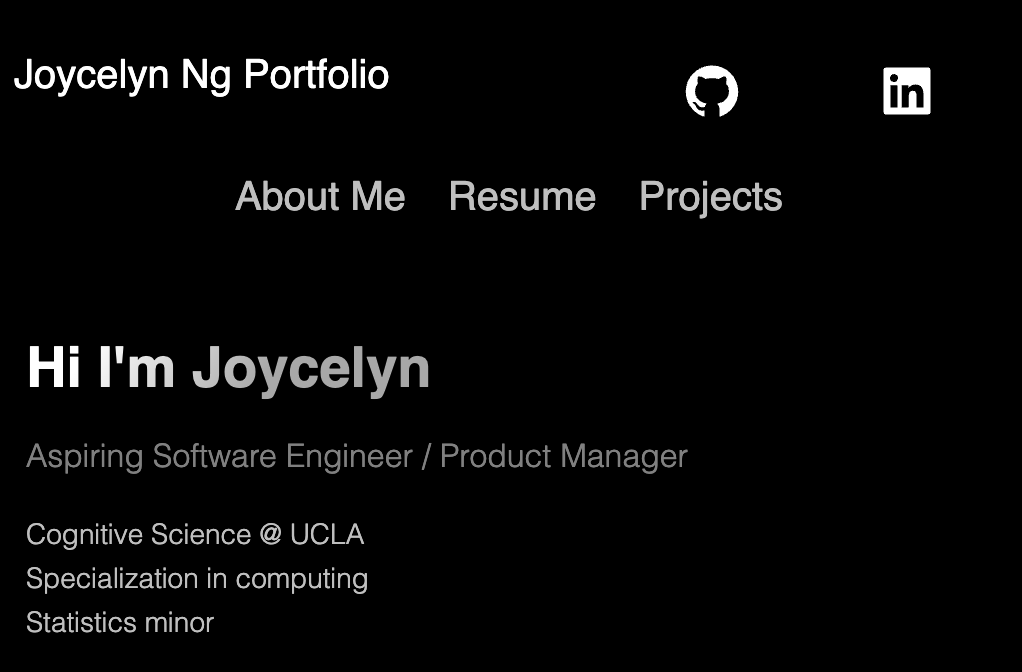 Joycelyn Ng Portfolio
in
About Me Resume Projects
Hi I'm Joycelyn
Aspiring Software Engineer / Product Manager
Cognitive Science @ UCLA
Specialization in computing
Statistics minor